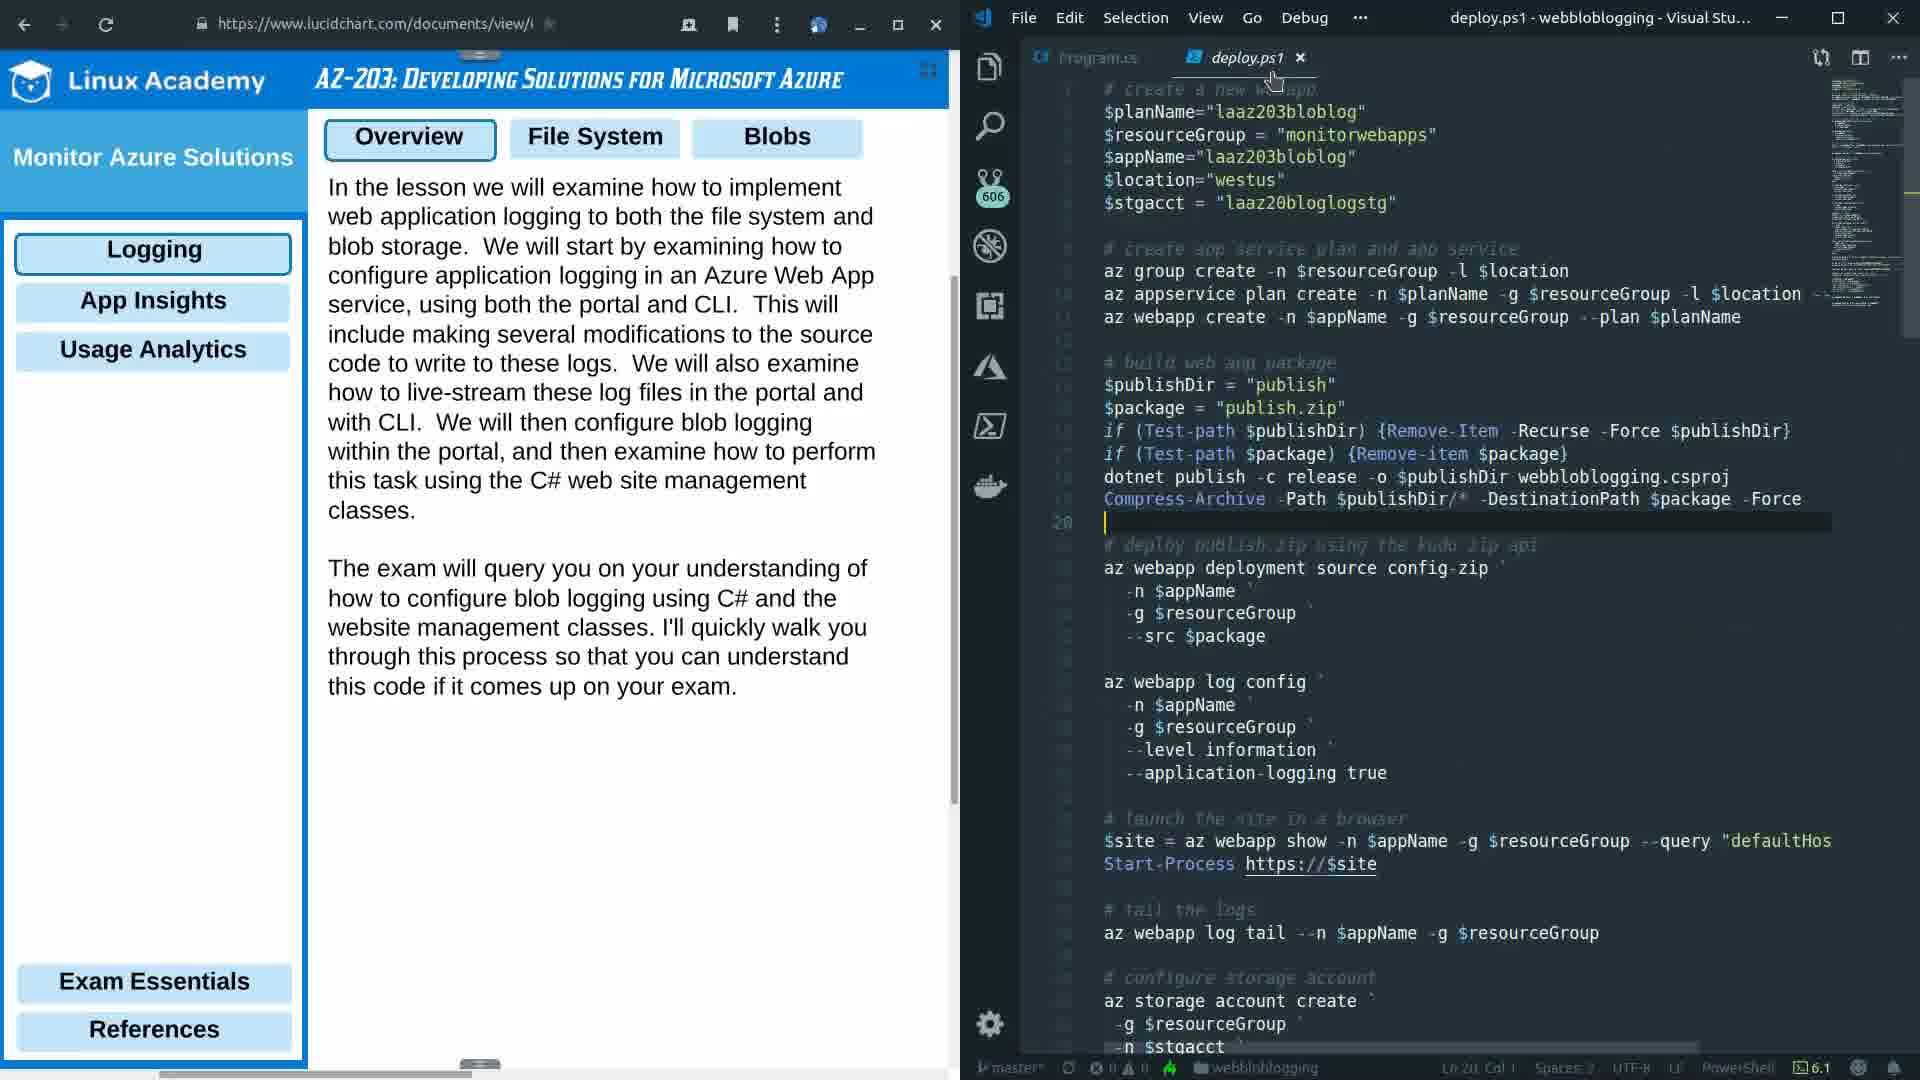 https://www.lucidchart.com/documents/view/
Linux Academy
AZ-203: Developing Solutions for Microsoft Azure
Monitor Azure Solutions
Logging
App Insights
Usage Analytics
Exam Essentials
References
Overview
File System
Blobs
In the lesson we will examine how to implement
web application logging to both the file system and
blob storage.  We will start by examining how to
configure application logging in an Azure Web App
service, using both the portal and CLI.  This will
include making several modifications to the source
code to write to these logs.  We will also examine
how to live-stream these log files in the portal and
with CLI.  We will then configure blob logging
within the portal, and then examine how to perform
this task using the C# web site management
classes.
The exam will query you on your understanding of
how to configure blob logging using C# and the
website management classes. I'll quickly walk you
through this process so that you can understand
this code if it comes up on your exam.
File Edit Selection View Go Debug ···
deploy.ps1 - webbloblogging - Visual Stu...
Program.cs
deploy.ps1
606
# create a new webapp
$planName="laaz203bloblog"
$resourceGroup = "monitorwebapps"
$appName="laaz203bloblog"
$location="westus"
$stgacct = "laaz20bloglogstg"
# create app service plan and app service
az group create -n $resourceGroup -l $location
az appservice plan create -n $planName -g $resourceGroup -l $location --
az webapp create -n $appName -g $resourceGroup --plan $planName
# build web app package
$publishDir = "publish"
$package = "publish.zip"
if (Test-path $publishDir) {Remove-Item -Recurse -Force $publishDir}
if (Test-path $package) {Remove-item $package}
dotnet publish -c release -o $publishDir webbloblogging.csproj
Compress-Archive -Path $publishDir/* -DestinationPath $package -Force
20
# deploy publish.zip using the kudu zip api
az webapp deployment source config-zip `
-n $appName `
-g $resourceGroup `
--src $package
az webapp log config `
-n $appName `
-g $resourceGroup `
--level information `
--application-logging true
# launch the site in a browser
$site = az webapp show -n $appName -g $resourceGroup --query "defaultHos
Start-Process https://$site
# tail the logs
az webapp log tail --n $appName -g $resourceGroup
# configure storage account
az storage account create `
-g $resourceGroup `
-n $stgacct `
master* 0 0 webbloblogging Ln 20, Col 1 Spaces: 2 UTF-8 LF PowerShell 6.1